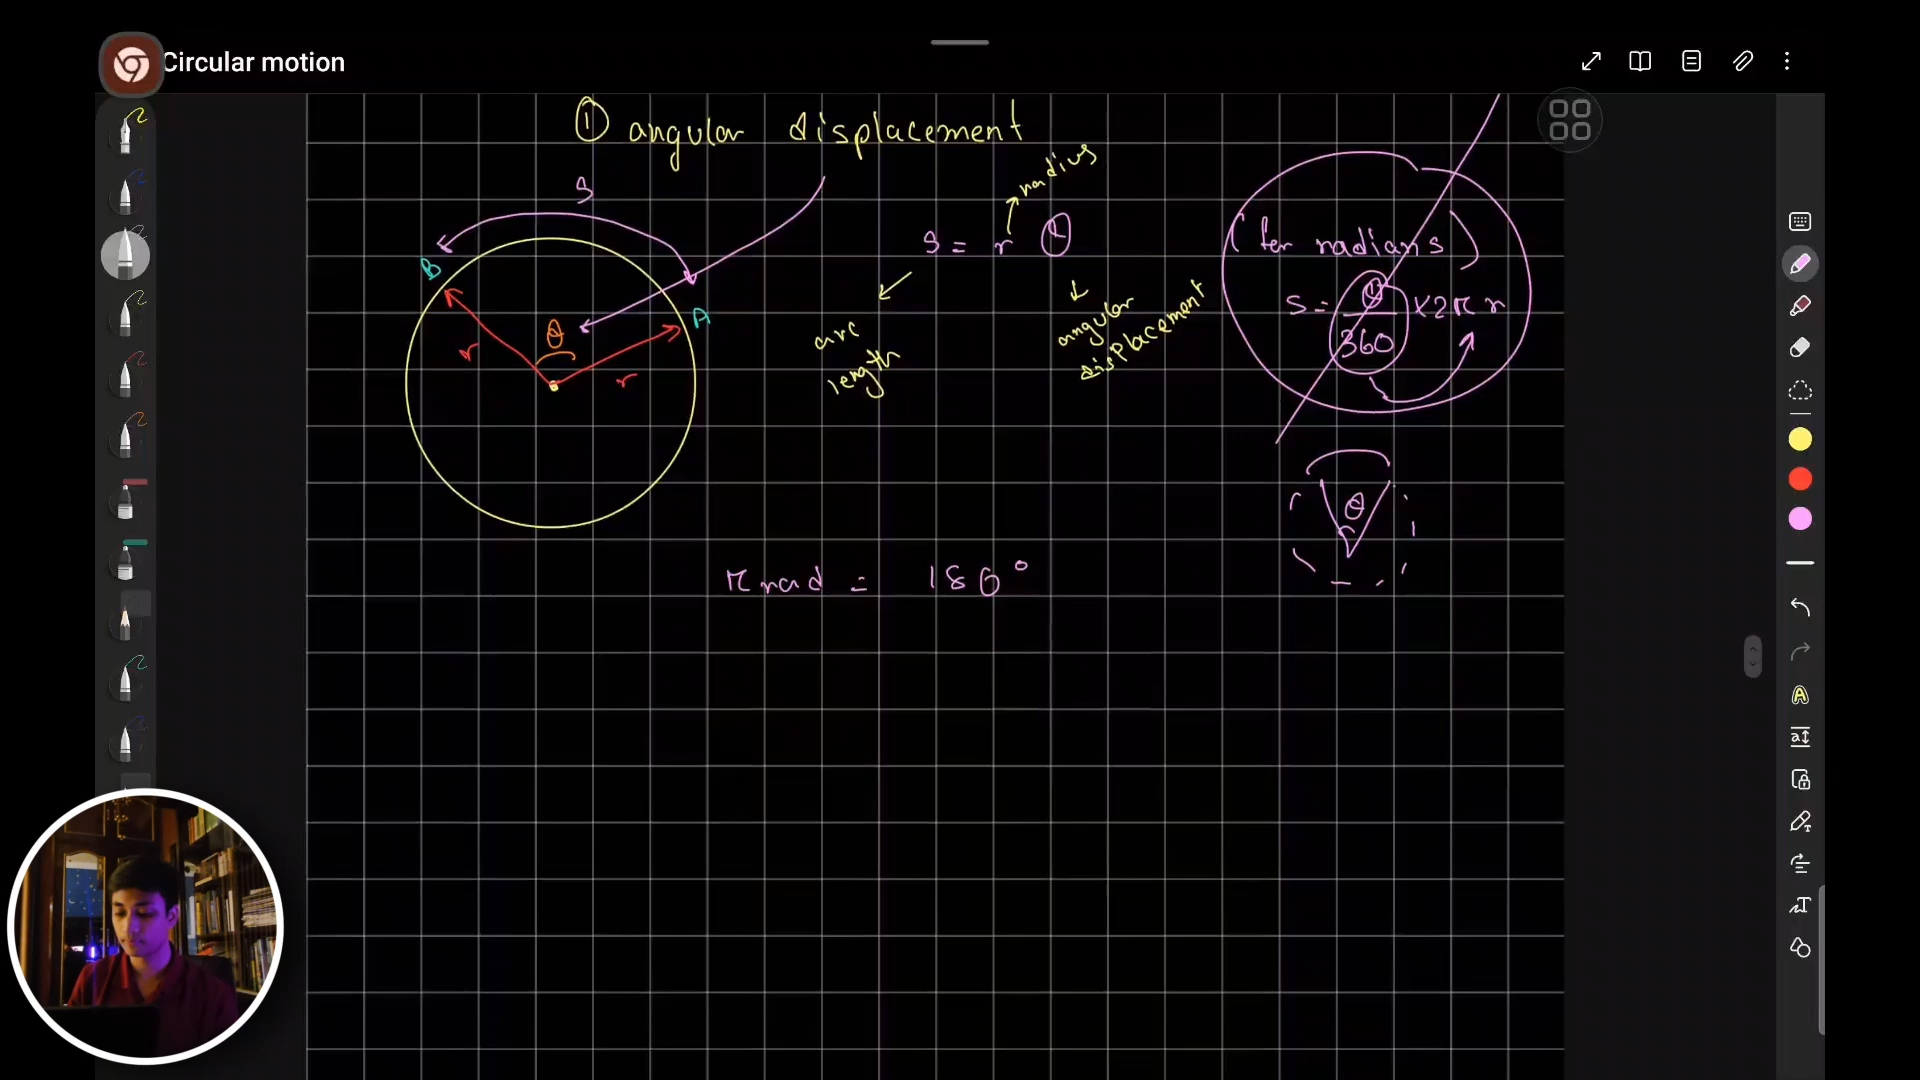 Circular motion
① angular displacement
S
radius
S = r θ
(for radians)
B
A
θ
S = θ/360 × 2π r
r
r
arc
length
angular
displacement
r
θ
π rad = 180°